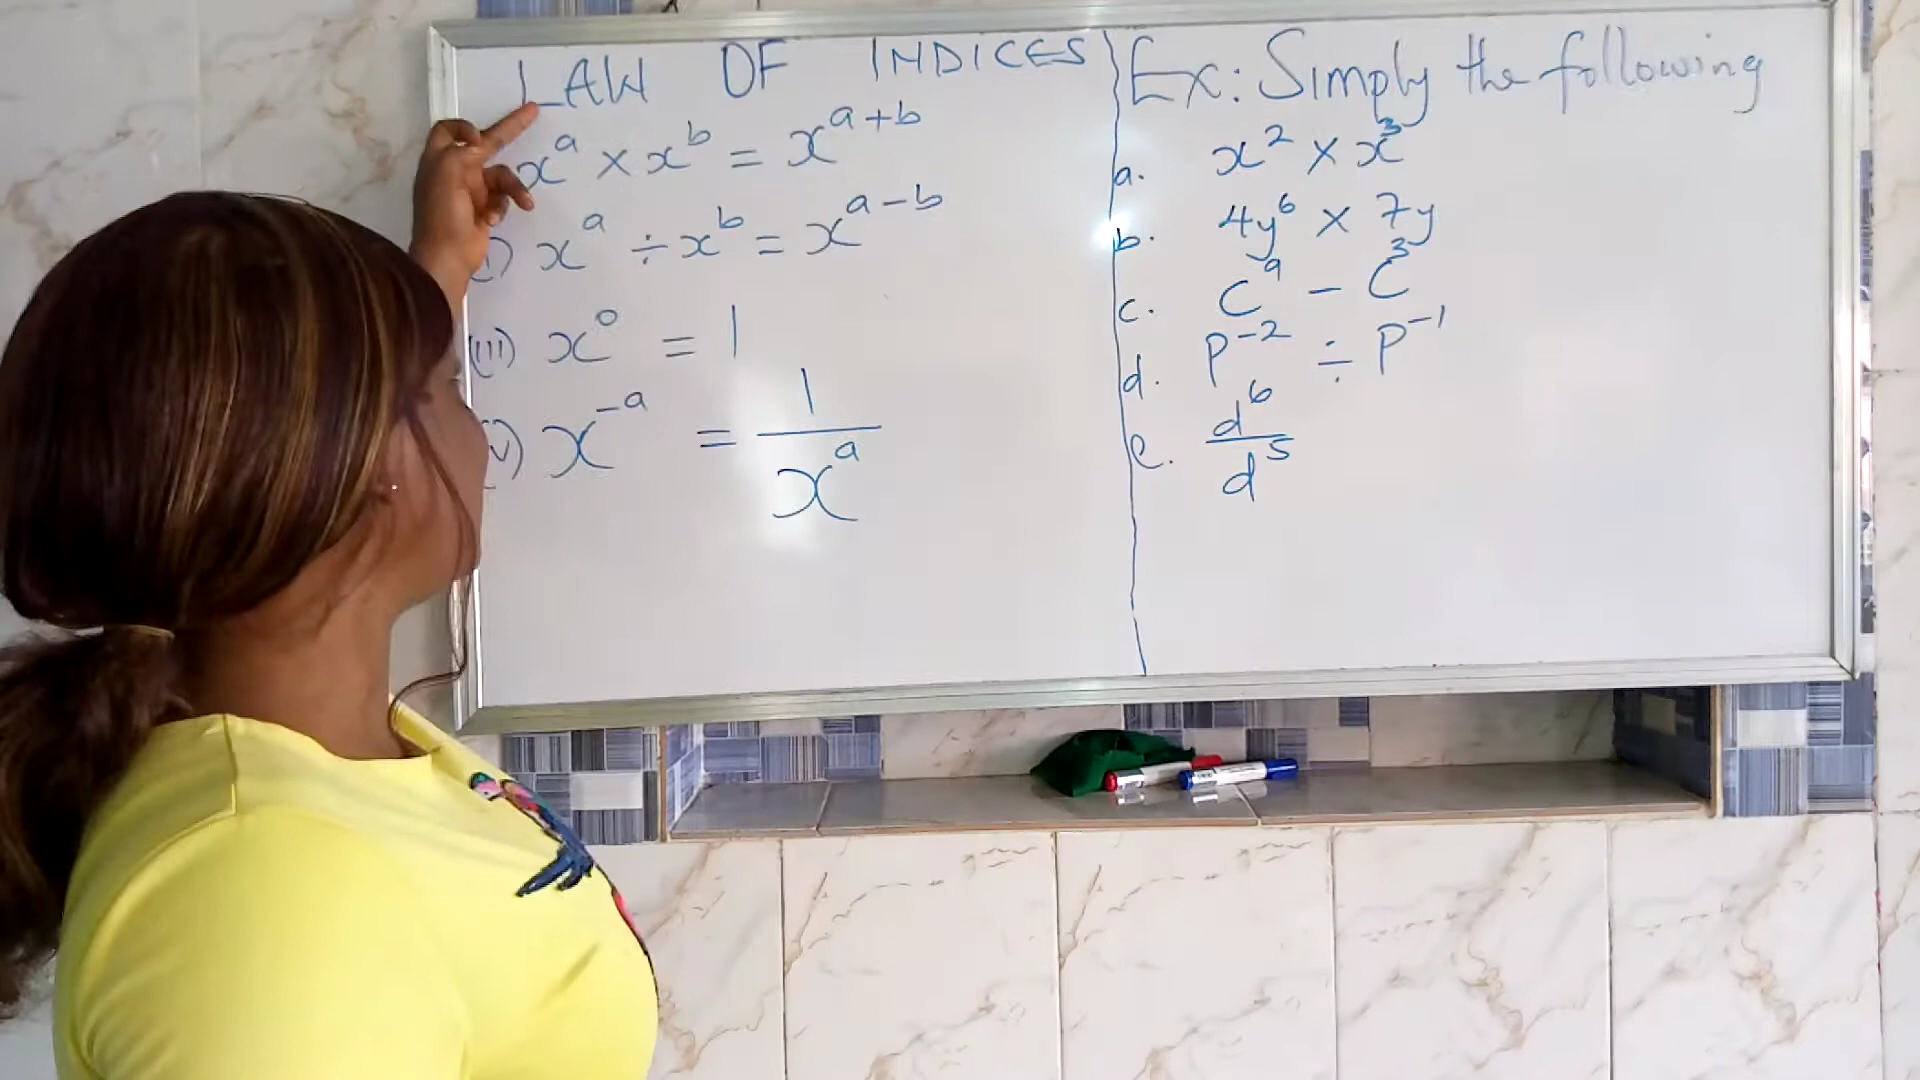 LAW OF INDICES
xᵃ × xᵇ = xᵃ⁺ᵇ
xᵃ ÷ xᵇ = xᵃ⁻ᵇ
(iii) x⁰ = 1
x⁻ᵃ = 1/xᵃ
Ex: Simply the following
a. x² × x³
b. 4y⁶ × 7y
c. C⁹ − C³
d. P⁻² ÷ P⁻¹
e. d⁶/d⁵